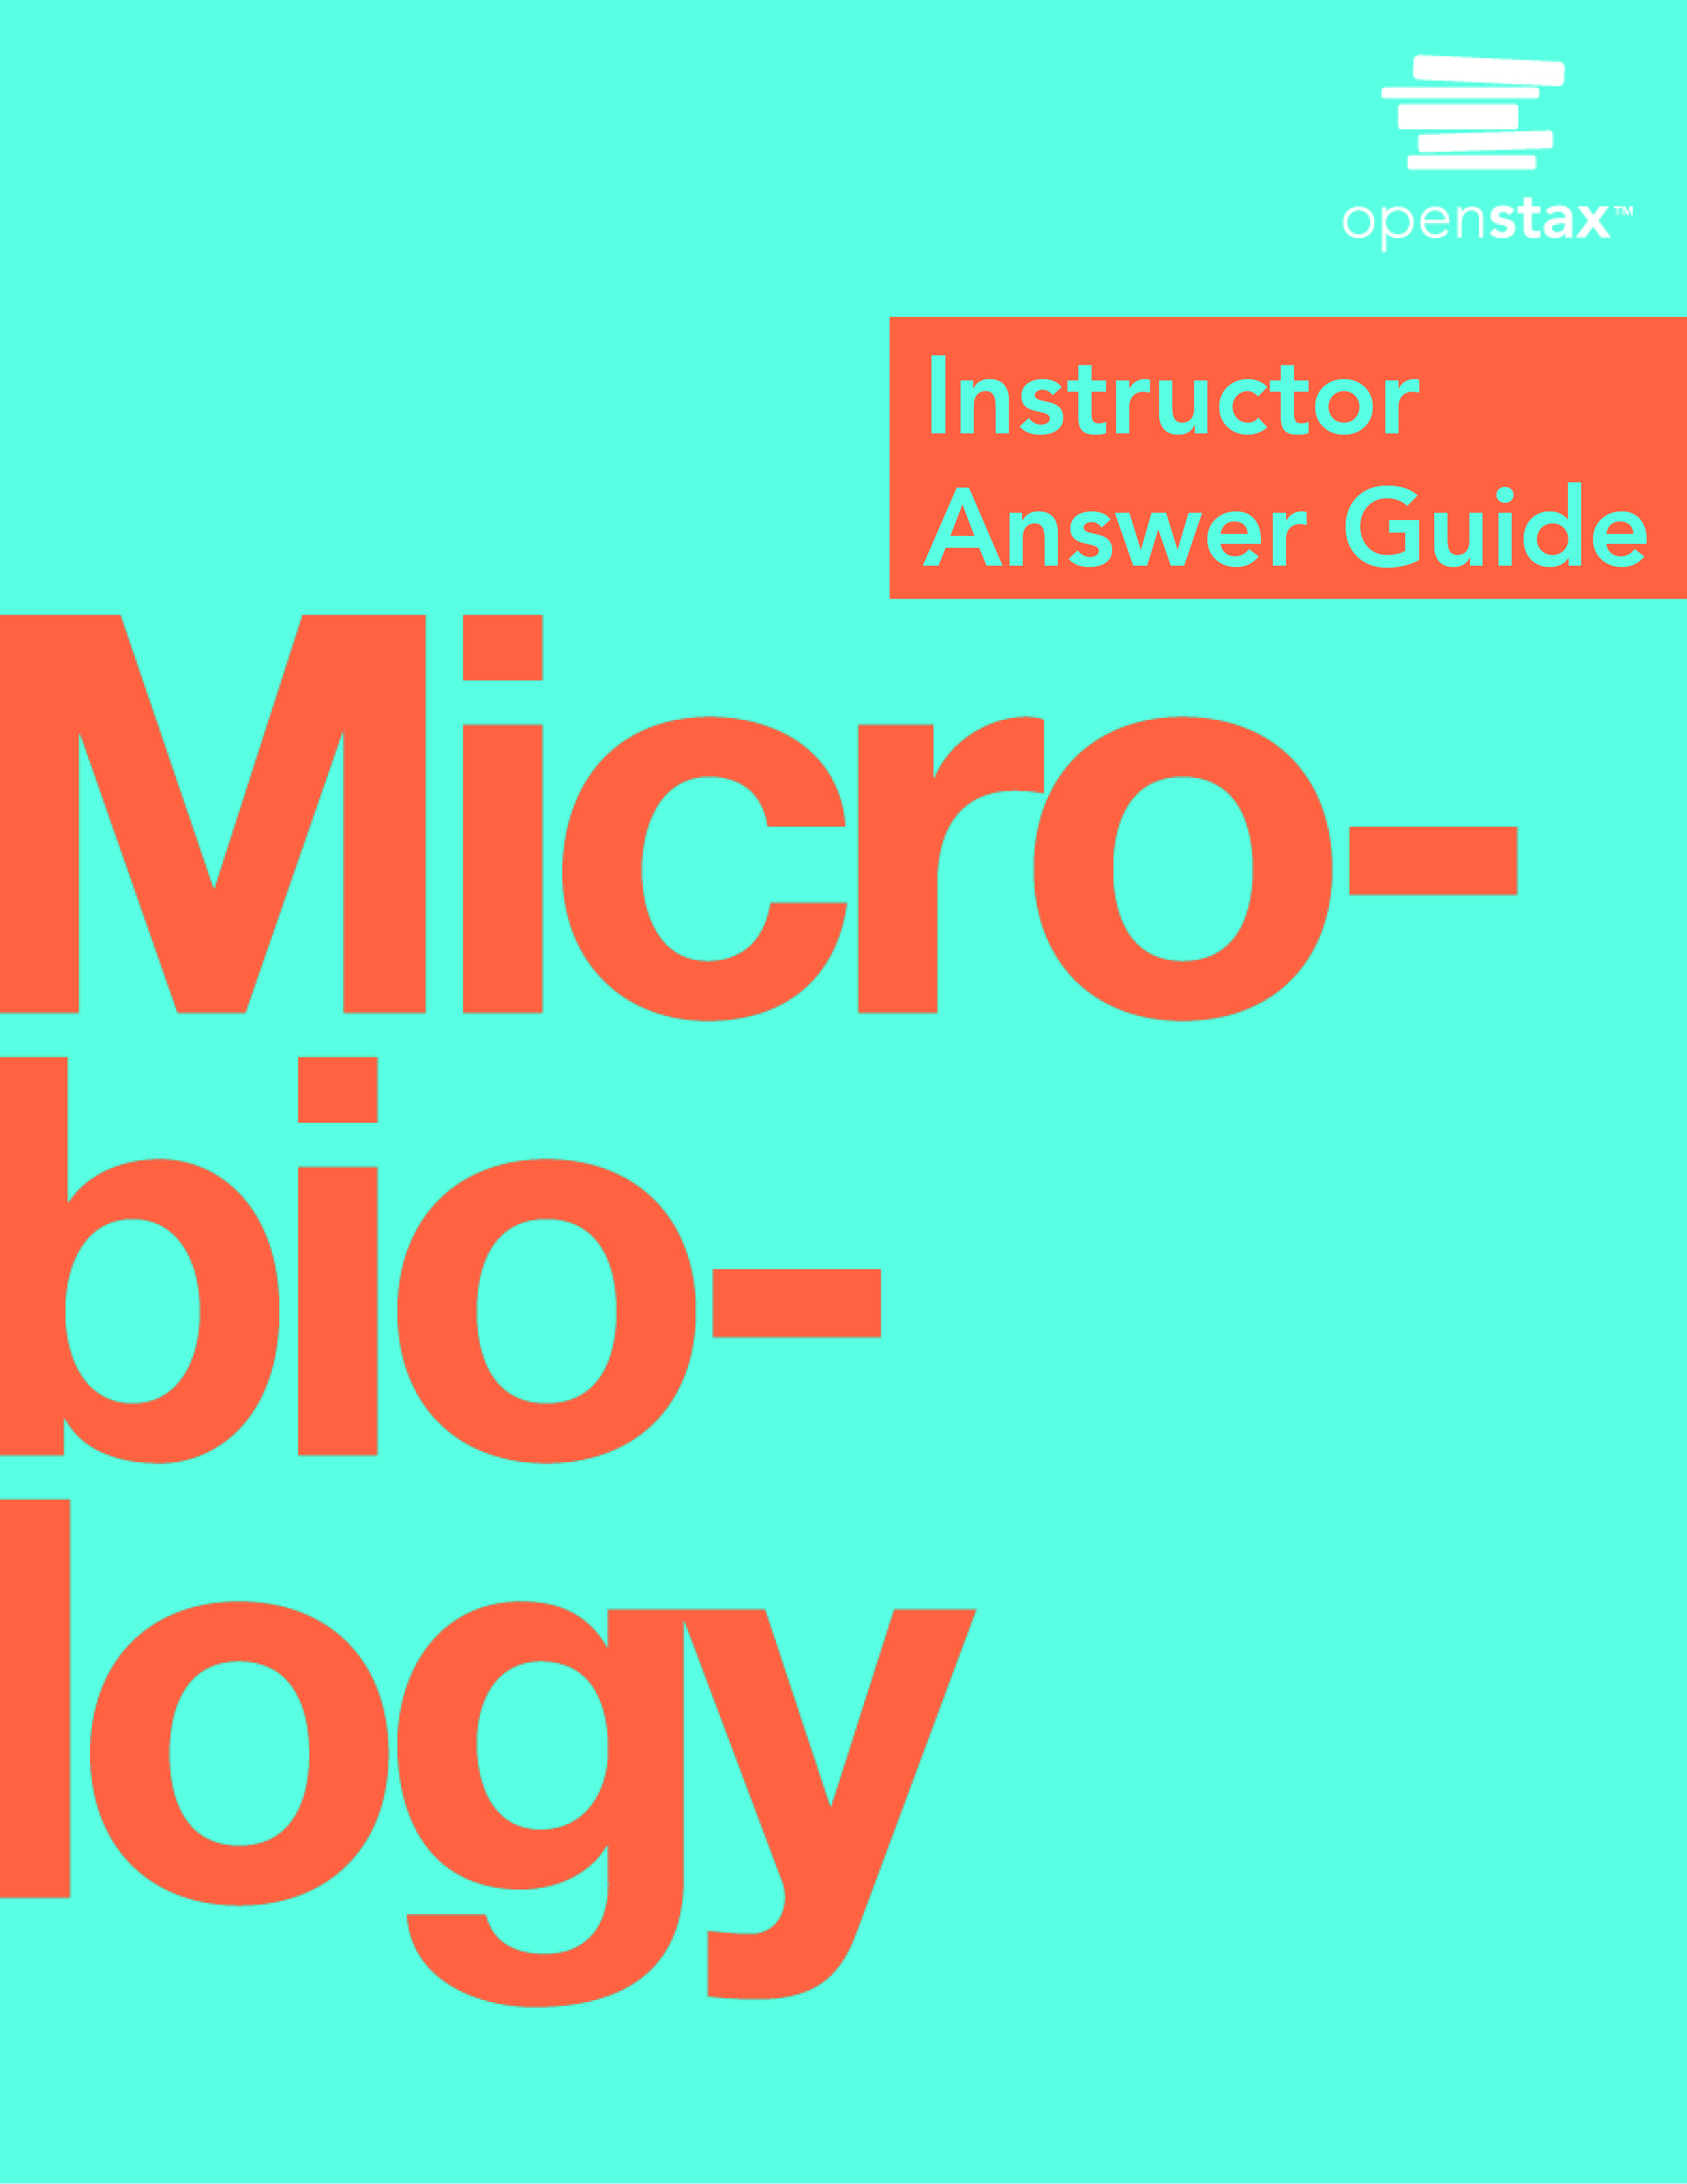 openstax™
Instructor
Answer Guide
Micro-
bio-
logy